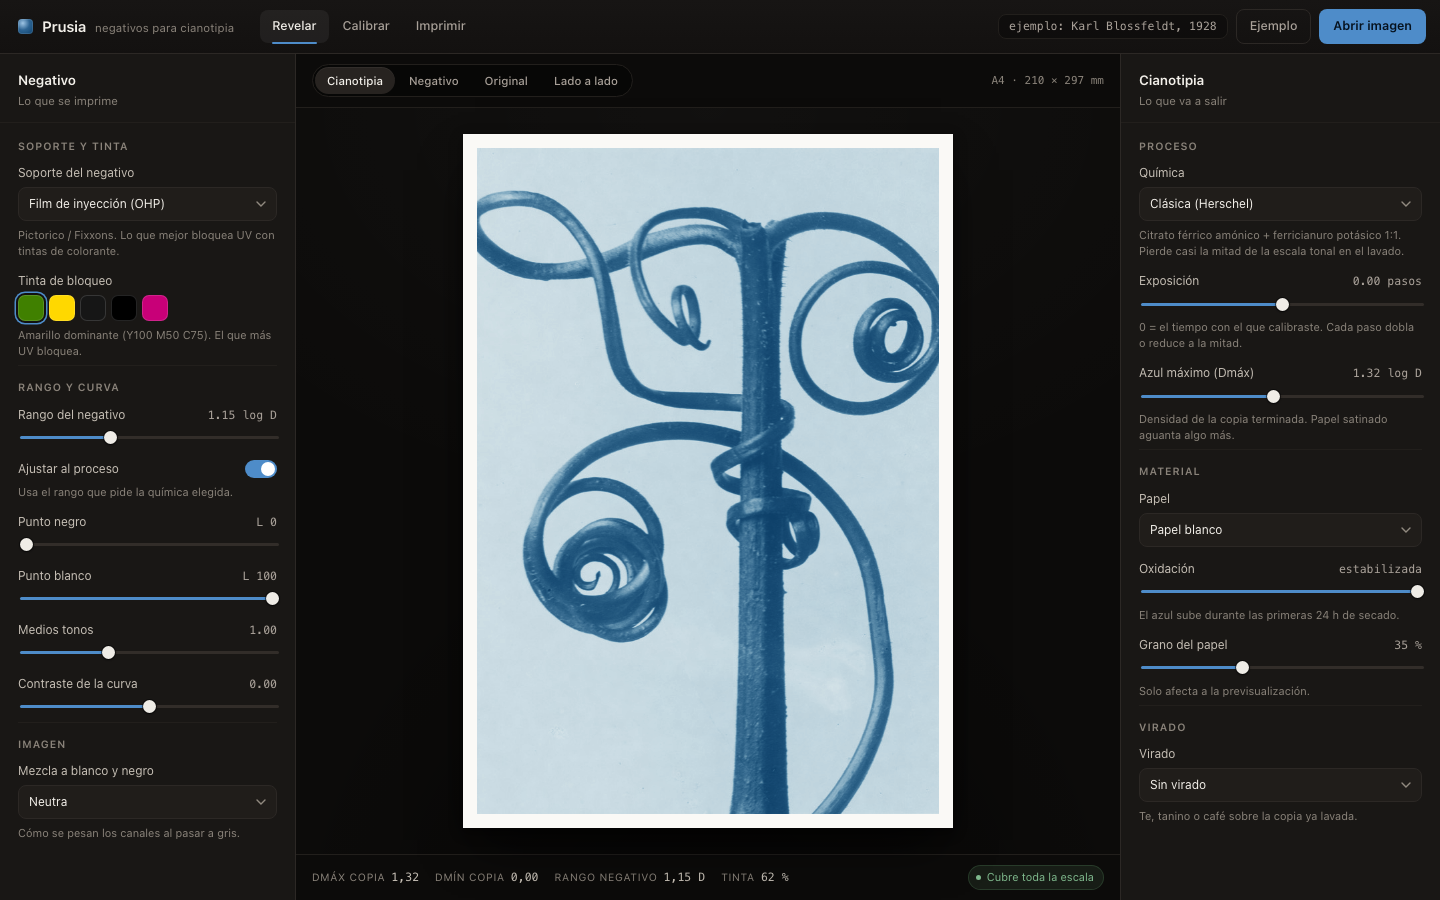 Prusia negativos para cianotipia
Revelar
Calibrar
Imprimir
ejemplo: Karl Blossfeldt, 1928
Ejemplo
Abrir imagen
Negativo
Lo que se imprime
SOPORTE Y TINTA
Soporte del negativo
Film de inyección (OHP)
Pictorico / Fixxons. Lo que mejor bloquea UV con
tintas de colorante.
Tinta de bloqueo
Amarillo dominante (Y100 M50 C75). El que más
UV bloquea.
RANGO Y CURVA
Rango del negativo 1.15 log D
Ajustar al proceso
Usa el rango que pide la química elegida.
Punto negro L 0
Punto blanco L 100
Medios tonos 1.00
Contraste de la curva 0.00
IMAGEN
Mezcla a blanco y negro
Neutra
Cómo se pesan los canales al pasar a gris.
Cianotipia
Negativo
Original
Lado a lado
A4 · 210 × 297 mm
DMÁX COPIA 1,32
DMÍN COPIA 0,00
RANGO NEGATIVO 1,15 D
TINTA 62 %
Cubre toda la escala
Cianotipia
Lo que va a salir
PROCESO
Química
Clásica (Herschel)
Citrato férrico amónico + ferricianuro potásico 1:1.
Pierde casi la mitad de la escala tonal en el lavado.
Exposición 0.00 pasos
0 = el tiempo con el que calibraste. Cada paso dobla
o reduce a la mitad.
Azul máximo (Dmáx) 1.32 log D
Densidad de la copia terminada. Papel satinado
aguanta algo más.
MATERIAL
Papel
Papel blanco
Oxidación estabilizada
El azul sube durante las primeras 24 h de secado.
Grano del papel 35 %
Solo afecta a la previsualización.
VIRADO
Virado
Sin virado
Te, tanino o café sobre la copia ya lavada.